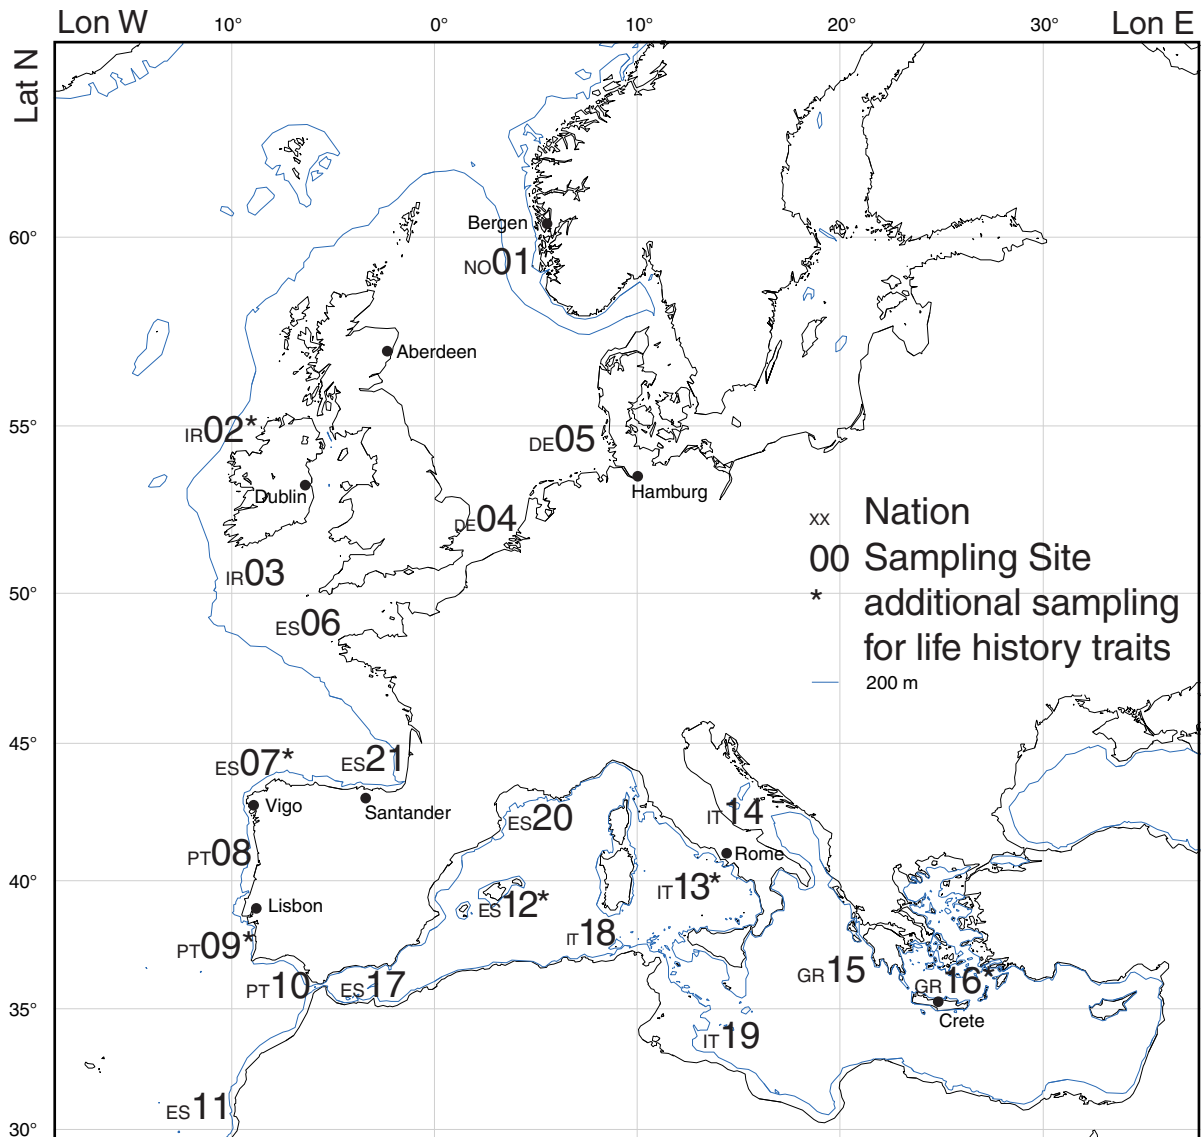 Lon W 10° 0° 10° 20° 30° Lon E
Lat N
Bergen
60°
NO01
Aberdeen
55°
IR02*
DE05
Dublin
Hamburg
DE04
xx Nation
00 Sampling Site
* additional sampling
for life history traits
200 m
IR03
50°
ES06
45°
ES07*
ES21
Vigo
Santander
ES20
IT14
PT08
Rome
40°
IT13*
ES12*
Lisbon
IT18
PT09*
GR15
PT10
ES17
GR16*
35°
Crete
IT19
ES11
30°